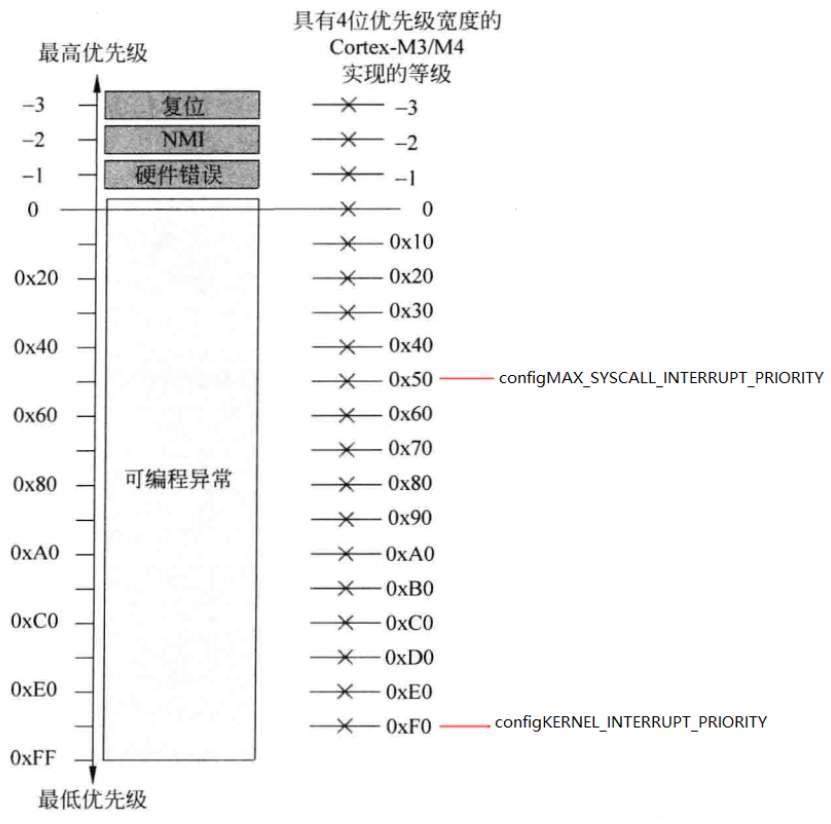 具有4位优先级宽度的
Cortex-M3/M4
实现的等级
最高优先级
−3 复位 −3
−2 NMI −2
−1 硬件错误 −1
0 0
0x10
0x20 0x20
0x30
0x40 0x40
0x50 configMAX_SYSCALL_INTERRUPT_PRIORITY
0x60 0x60
0x70
0x80 可编程异常 0x80
0x90
0xA0 0xA0
0xB0
0xC0 0xC0
0xD0
0xE0 0xE0
0xF0 configKERNEL_INTERRUPT_PRIORITY
0xFF
最低优先级